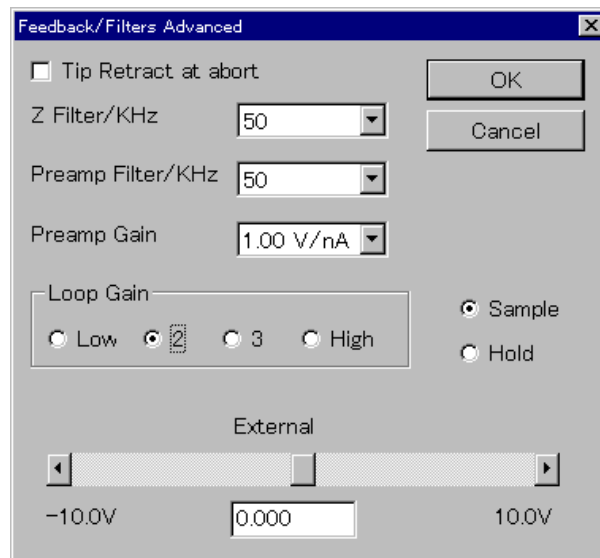 Feedback/Filters Advanced
Tip Retract at abort
OK
Z Filter/KHz
50
Cancel
Preamp Filter/KHz
50
Preamp Gain
1.00 V/nA
Loop Gain
Low
2
3
High
Sample
Hold
External
-10.0V
0.000
10.0V